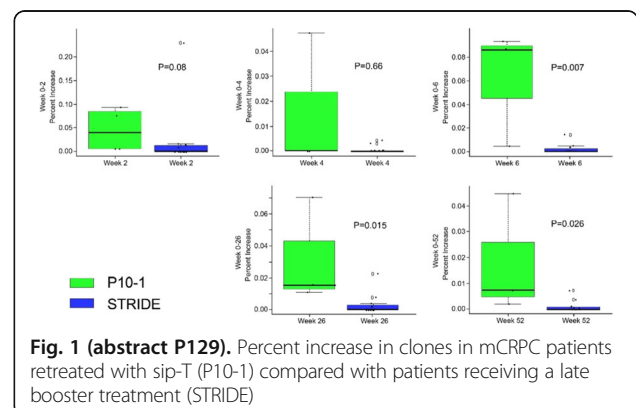 Week 0-2
Percent Increase
0.20
0.15
0.10
0.05
0.00
P=0.08
Week 2
Week 2
Week 0-4
Percent Increase
0.04
0.03
0.02
0.01
0.00
P=0.66
Week 4
Week 4
Week 0-6
Percent Increase
0.08
0.06
0.04
0.02
0.00
P=0.007
Week 6
Week 6
Week 0-26
Percent Increase
0.06
0.04
0.02
0.00
P=0.015
Week 26
Week 26
Week 0-52
Percent Increase
0.04
0.03
0.02
0.01
0.00
P=0.026
Week 52
Week 52
P10-1
STRIDE
Fig. 1 (abstract P129). Percent increase in clones in mCRPC patients
retreated with sip-T (P10-1) compared with patients receiving a late
booster treatment (STRIDE)